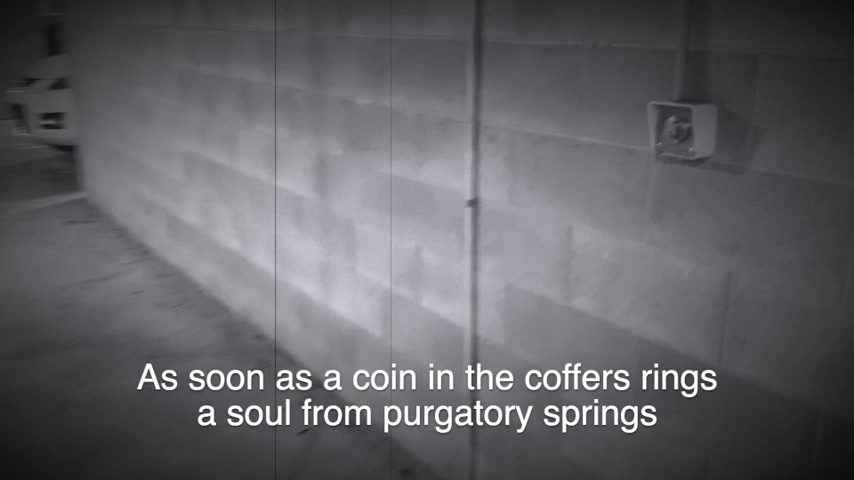 As soon as a coin in the coffers rings
a soul from purgatory springs